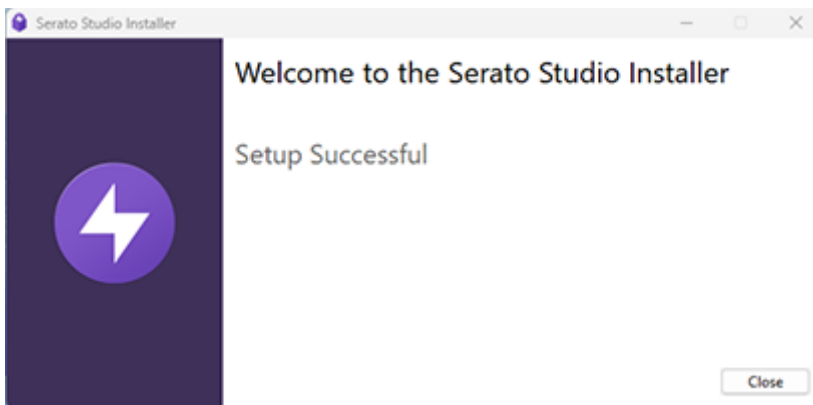 Serato Studio Installer
Welcome to the Serato Studio Installer
Setup Successful
Close